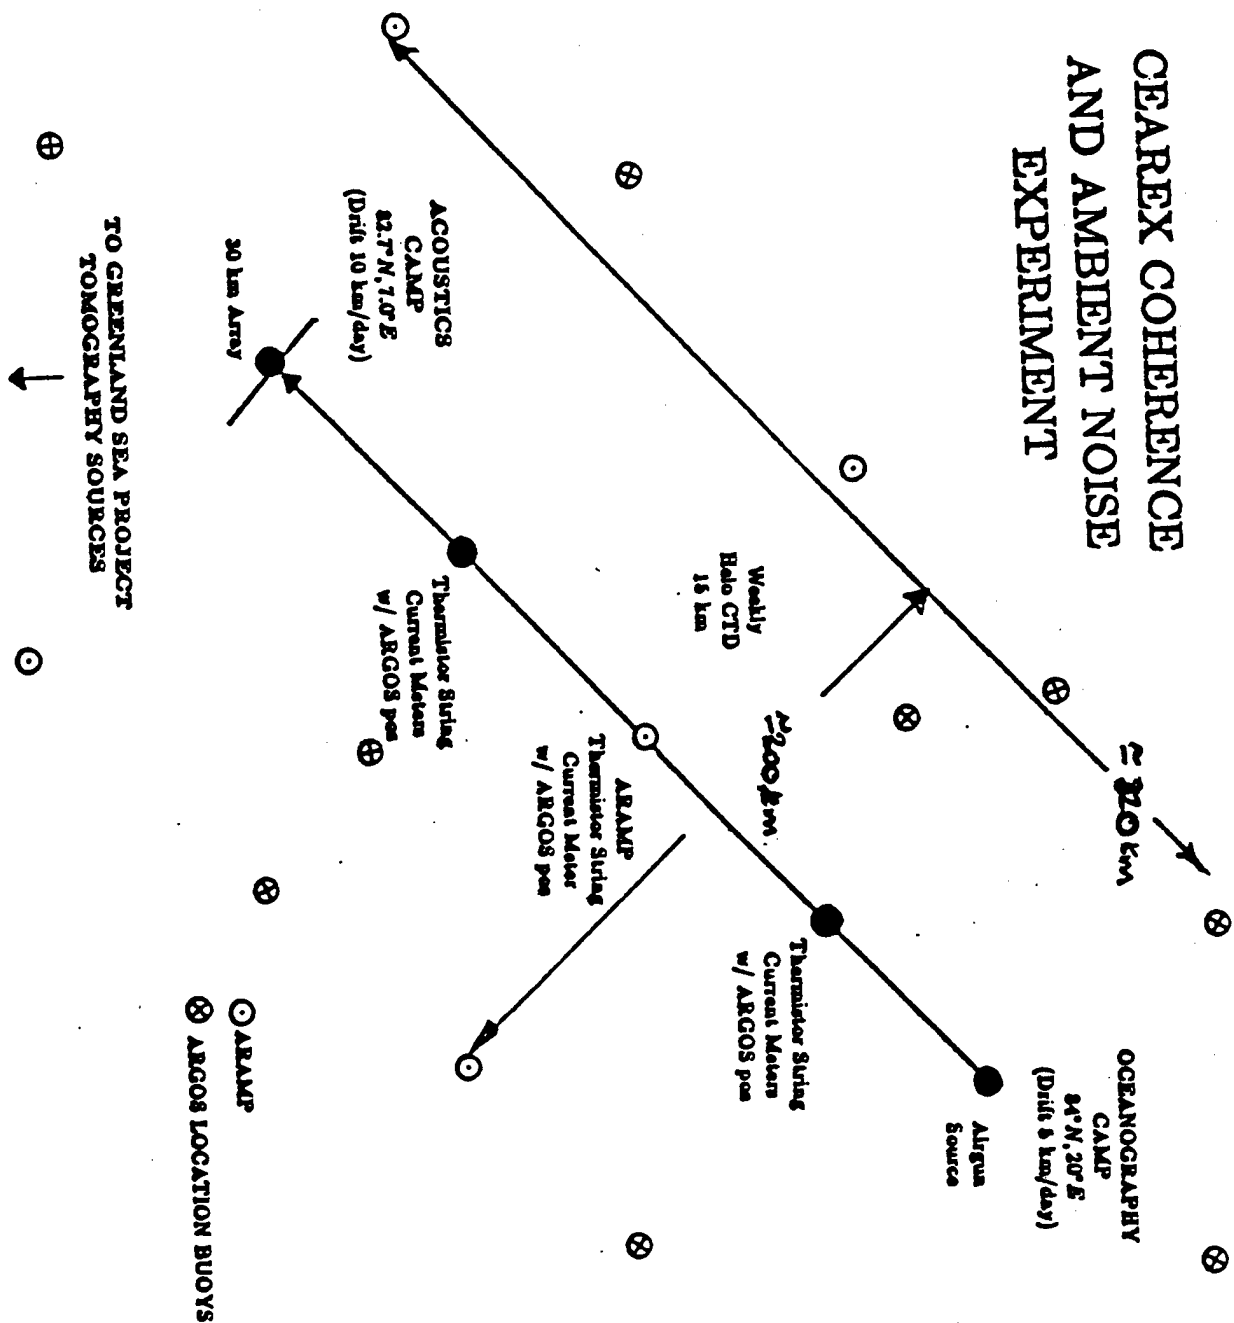 CEAREX COHERENCE
AND AMBIENT NOISE
EXPERIMENT
≃ 320 km
OCEANOGRAPHY
CAMP
84°N, 20°E
(Drift 5 km/day)
Airgun
Source
Weekly
Helo CTD
15 km
≃200 km
Thermistor String
Current Meters
w/ ARGOS pos
ARAMP
Thermistor String
Current Meter
w/ ARGOS pos
Thermistor String
Current Meters
w/ ARGOS pos
ACOUSTICS
CAMP
82.7°N, 7.0°E
(Drift 10 km/day)
30 km Array
TO GREENLAND SEA PROJECT
TOMOGRAPHY SOURCES
ARAMP
ARGOS LOCATION BUOYS